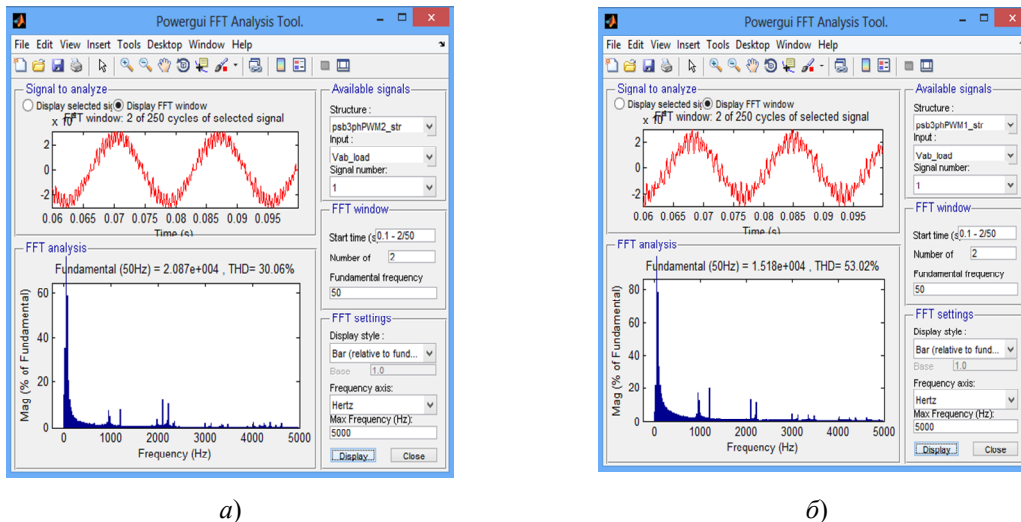 Powergui FFT Analysis Tool.
File Edit View Insert Tools Desktop Window Help
Signal to analyze
Display selected sig
Display FFT window
FFT window: 2 of 250 cycles of selected signal
2
0
-2
0.06 0.065 0.07 0.075 0.08 0.085 0.09 0.095
Time (s)
FFT analysis
Fundamental (50Hz) = 2.087e+004 , THD= 30.06%
Mag (% of Fundamental)
60
40
20
0
0 1000 2000 3000 4000 5000
Frequency (Hz)
Available signals
Structure :
psb3phPWM2_str
Input :
Vab_load
Signal number:
1
FFT window
Start time (s
0.1 - 2/50
Number of
2
Fundamental frequency
50
FFT settings
Display style :
Bar (relative to fund...
Base 1.0
Frequency axis:
Hertz
Max Frequency (Hz):
5000
Display Close
а)
Powergui FFT Analysis Tool.
File Edit View Insert Tools Desktop Window Help
Signal to analyze
Display selected sig
Display FFT window
FFT window: 2 of 250 cycles of selected signal
2
0
-2
0.06 0.065 0.07 0.075 0.08 0.085 0.09 0.095
Time (s)
FFT analysis
Fundamental (50Hz) = 1.518e+004 , THD= 53.02%
Mag (% of Fundamental)
80
60
40
20
0
0 1000 2000 3000 4000 5000
Frequency (Hz)
Available signals
Structure :
psb3phPWM1_str
Input :
Vab_load
Signal number:
1
FFT window
Start time (s
0.1 - 2/50
Number of
2
Fundamental frequency
50
FFT settings
Display style :
Bar (relative to fund...
Base 1.0
Frequency axis:
Hertz
Max Frequency (Hz):
5000
Display Close
б)